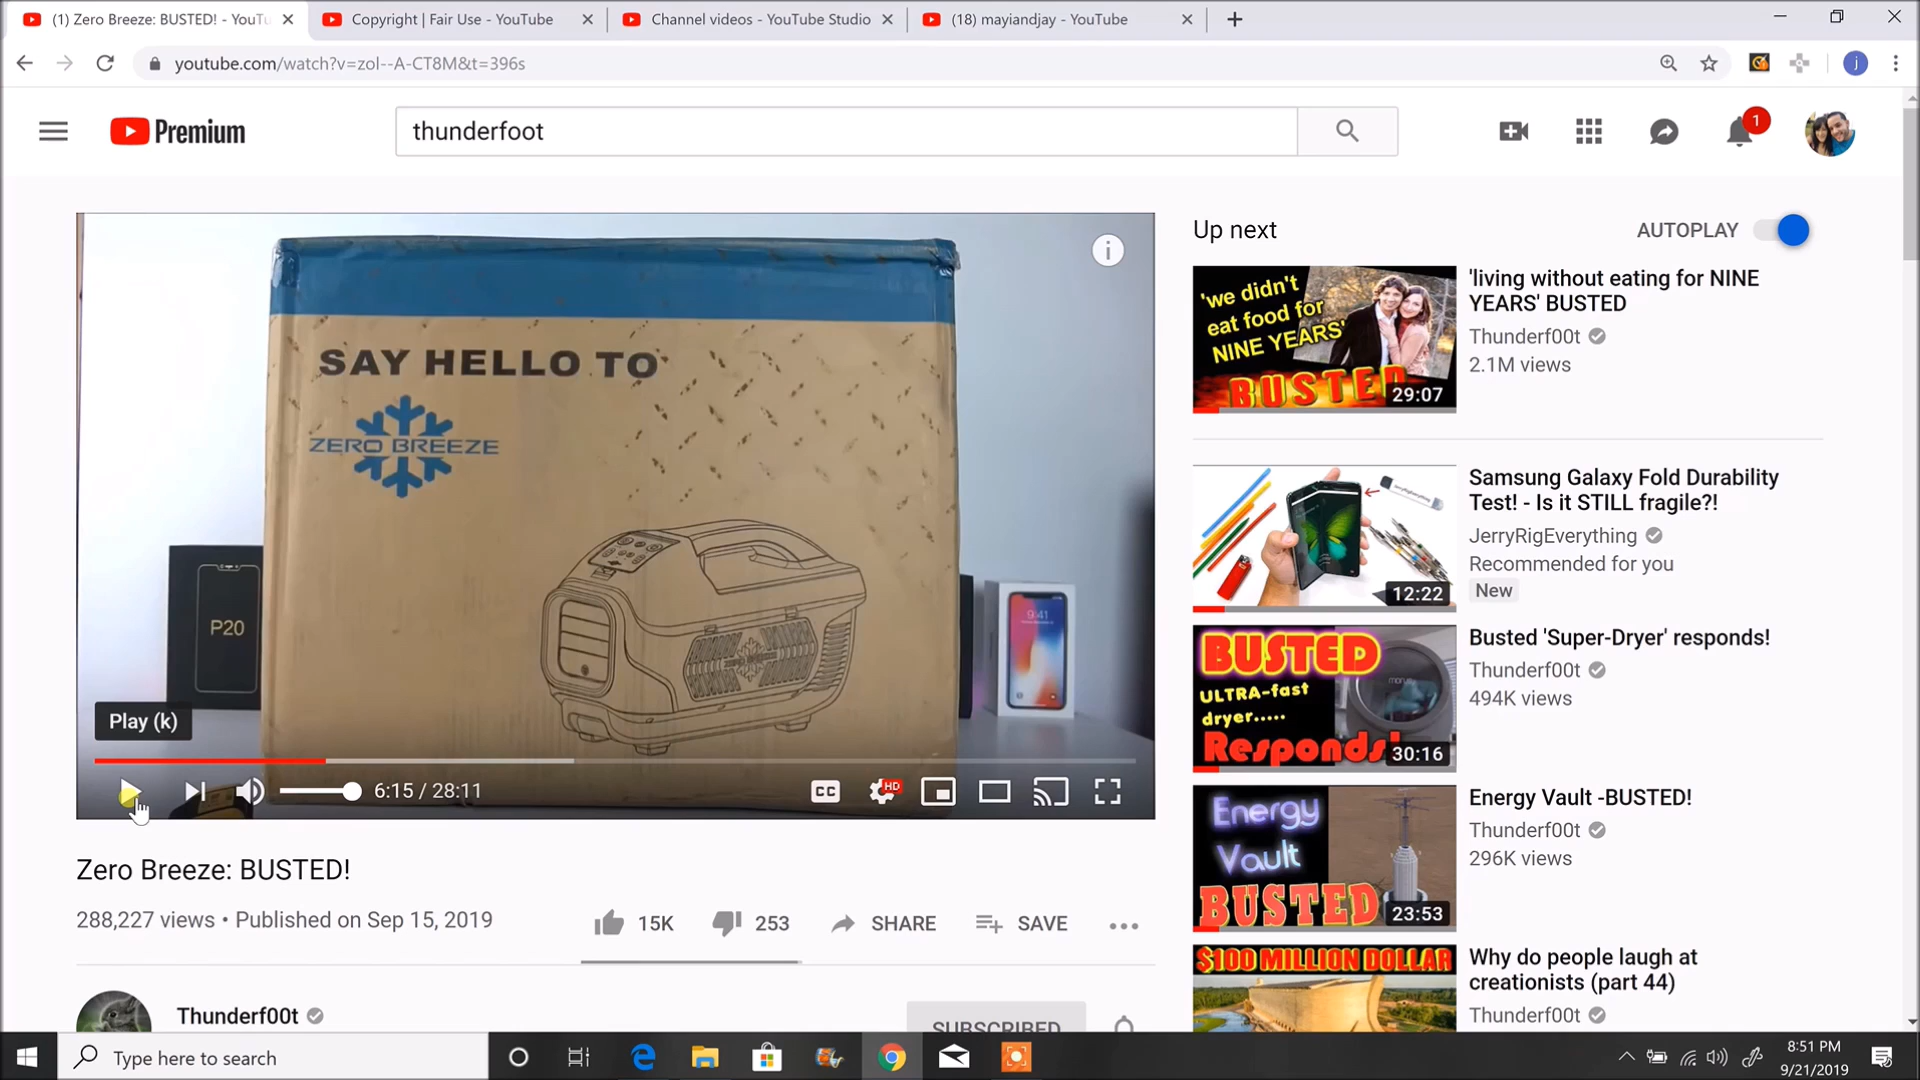 (1) Zero Breeze: BUSTED! - YouTu
Copyright | Fair Use - YouTube
Channel videos - YouTube Studio
(18) mayiandjay - YouTube
youtube.com/watch?v=zol--A-CT8M&t=396s
j
Premium
thunderfoot
1
SAY HELLO TO
ZERO BREEZE
P20
9:41
ZERO BREEZE
Play (k)
6:15 / 28:11
CC
HD
Zero Breeze: BUSTED!
288,227 views • Published on Sep 15, 2019
15K
253
SHARE
SAVE
Thunderf00t
SUBSCRIBED
Up next
AUTOPLAY
'we didn't
eat food for
NINE YEARS'
BUSTED
29:07
'living without eating for NINE
YEARS' BUSTED
Thunderf00t
2.1M views
12:22
Samsung Galaxy Fold Durability
Test! - Is it STILL fragile?!
JerryRigEverything
Recommended for you
New
BUSTED
ULTRA-fast
dryer.....
Responds!
30:16
Busted 'Super-Dryer' responds!
Thunderf00t
494K views
Energy
Vault
BUSTED
23:53
Energy Vault -BUSTED!
Thunderf00t
296K views
$100 MILLION DOLLAR
Why do people laugh at
creationists (part 44)
Thunderf00t
Type here to search
8:51 PM
9/21/2019